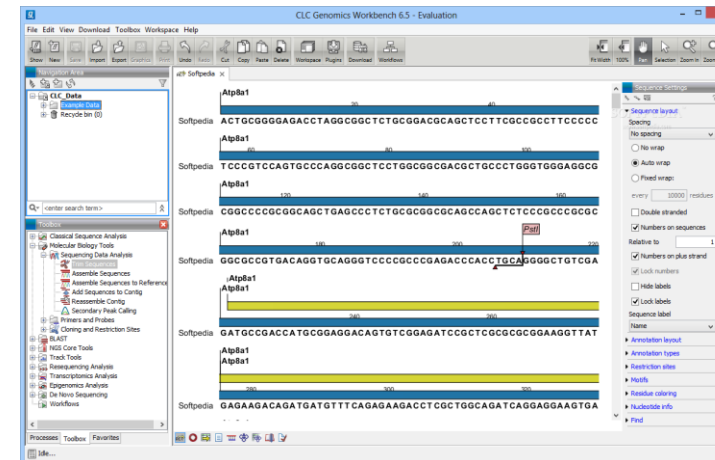 CLC Genomics Workbench 6.5 - Evaluation
File Edit View Download Toolbox Workspace Help
Show New Save Import Export Graphics Print Undo Redo Cut Copy Paste Delete Workspace Plugins Download Workflows Fit Width 100% Pan Selection Zoom In Zoom
Navigation Area
CLC_Data
Example Data
Recycle bin (0)
<enter search term>
Toolbox
Classical Sequence Analysis
Molecular Biology Tools
Sequencing Data Analysis
Trim Sequences
Assemble Sequences
Assemble Sequences to Reference
Add Sequences to Contig
Reassemble Contig
Secondary Peak Calling
Primers and Probes
Cloning and Restriction Sites
BLAST
NGS Core Tools
Track Tools
Resequencing Analysis
Transcriptomics Analysis
Epigenomics Analysis
De Novo Sequencing
Workflows
Processes Toolbox Favorites
Idle...
Softpedia
Atp8a1
20 40
Softpedia ACTGCGGGGAGACCTAGGCGGCTCTGCGGACGCAGCTCCTTCGCCGCCTTCCCCC
Atp8a1
60 80 100
Softpedia TCCCGTCCAGTGCCCAGGCGGCTCCTGGCGGCGACGCTGCCCTGGGTGGGAGGCG
Atp8a1
120 140 160
Softpedia CGGCCCCGCGGCAGCTGAGCCCTCTGCGCGGCGCAGCCAGCTCTCCCGCCCGCGC
Atp8a1
PstI
180 200 220
Softpedia GGCGCCGTGACAGGTGCAGGGTCCCCGCCCGAGACCCACCTGCAGGGGCTGTCGA
Atp8a1
Atp8a1
240 260
Softpedia GATGCCGACCATGCGGAGGACAGTGTCGGAGATCCGCTCGCGCGCGGAAGGTTAT
Atp8a1
Atp8a1
280 300 320
Softpedia GAGAAGACAGATGATGTTTCAGAGAAGACCTCGCTGGCAGATCAGGAGGAAGTGA
Sequence Settings
Sequence layout
Spacing
No spacing
No wrap
Auto wrap
Fixed wrap:
every 10000 residues
Double stranded
Numbers on sequences
Relative to 1
Numbers on plus strand
Lock numbers
Hide labels
Lock labels
Sequence label
Name
Annotation layout
Annotation types
Restriction sites
Motifs
Residue coloring
Nucleotide info
Find